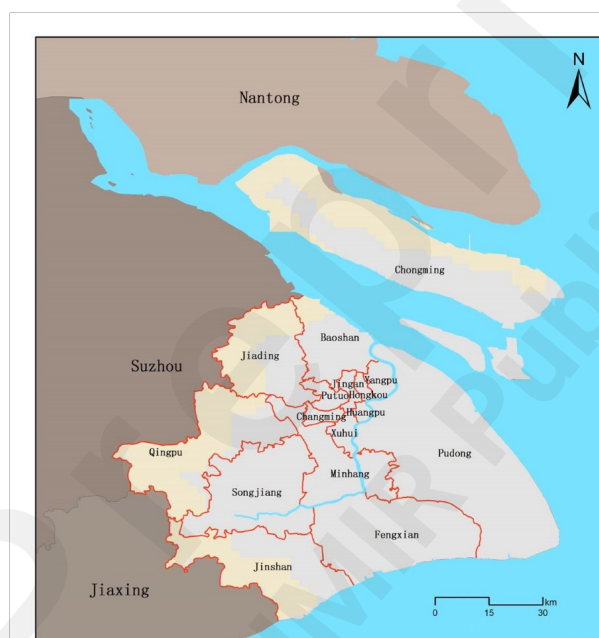 N
Nantong
Chongming
Baoshan
Jiading
Suzhou
Jingan
Yangpu
Putuo
Hongkou
Changming
Huangpu
Xuhui
Qingpu
Pudong
Minhang
Songjiang
Fengxian
Jinshan
Jiaxing
km
0 15 30